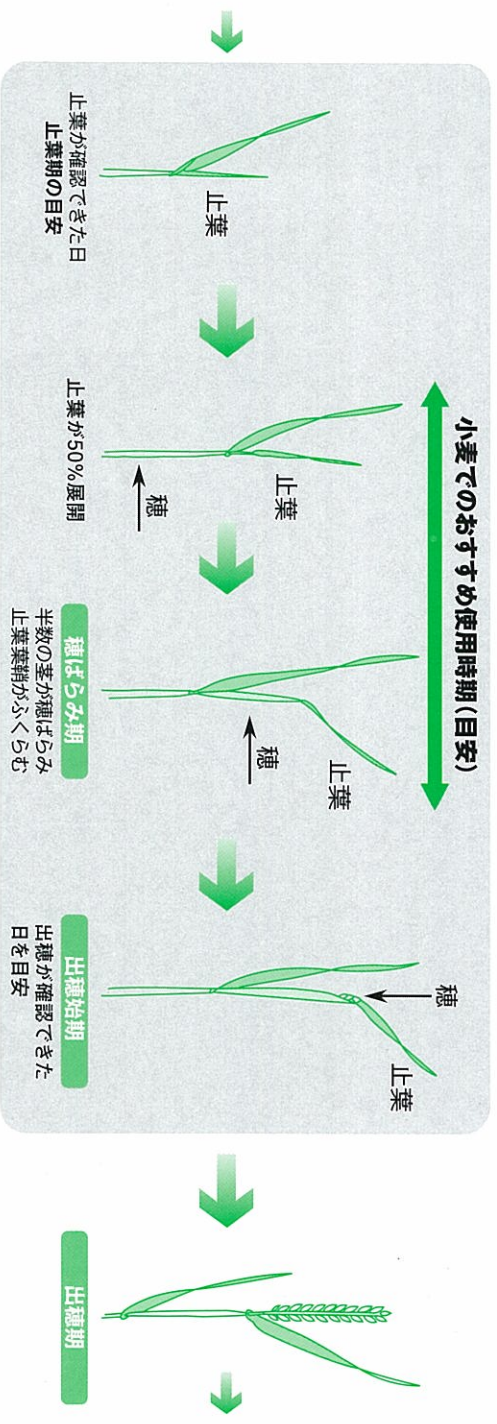 小麦でのおすすめ使用時期(目安)
止葉
止葉が確認できた日
止葉期の目安
止葉
穂
止葉が50%展開
止葉
穂
穂ばらみ期
半数の茎が穂ばらみ
止葉葉鞘がふくらむ
穂
止葉
出穂始期
出穂が確認できた
日を目安
出穂期